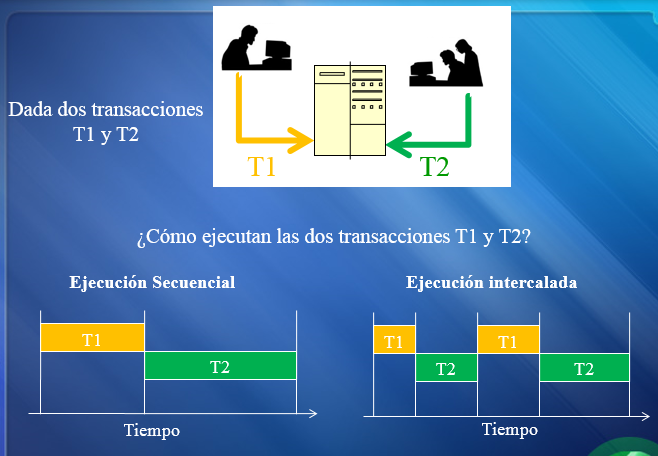 Dada dos transacciones
T1 y T2
T1
T2
¿Cómo ejecutan las dos transacciones T1 y T2?
Ejecución Secuencial
T1
T2
Tiempo
Ejecución intercalada
T1
T2
T1
T2
Tiempo